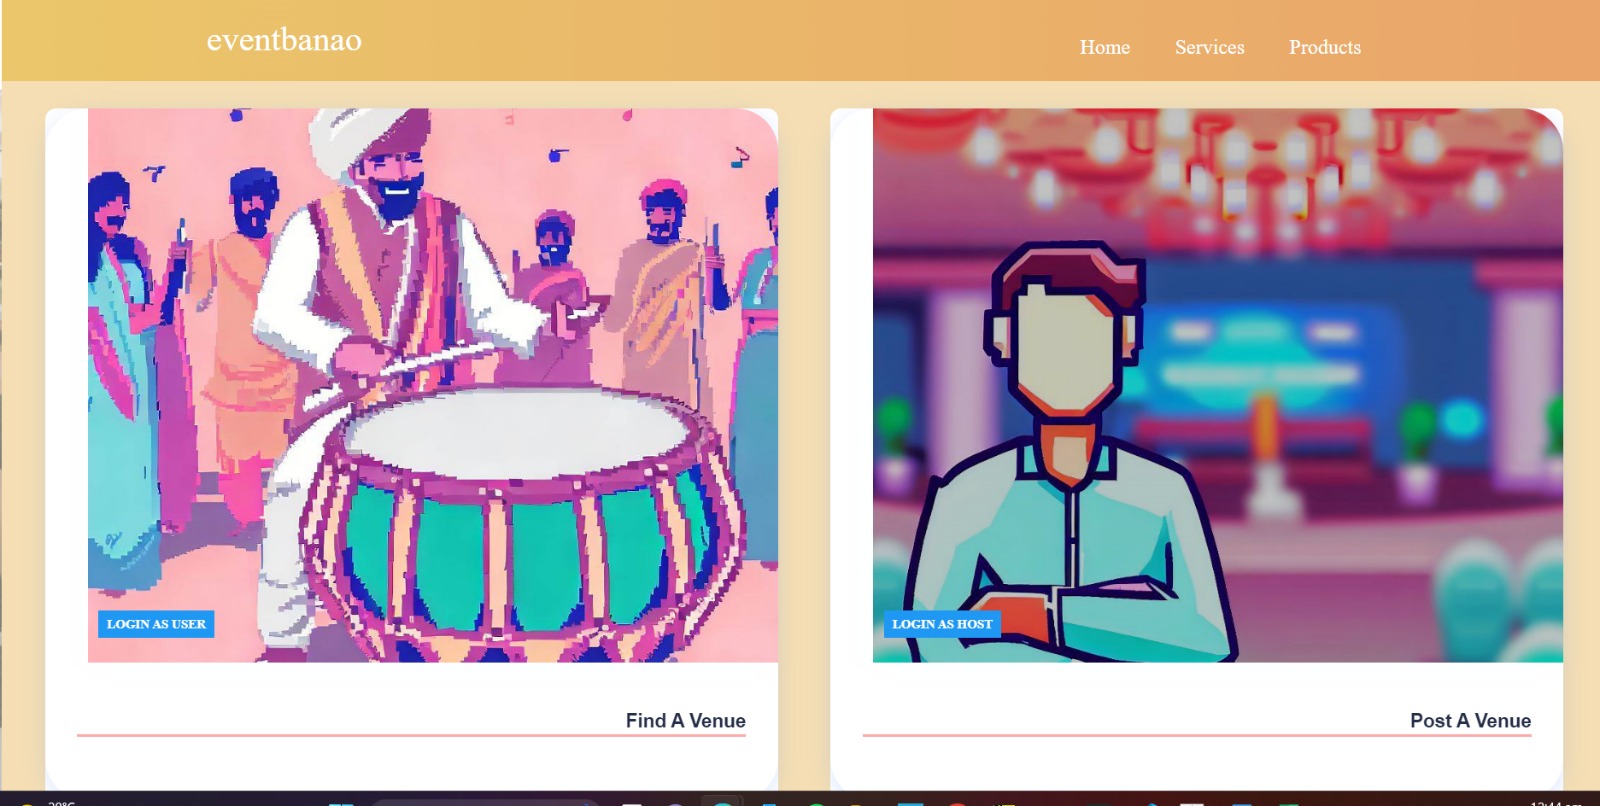 eventbanao
Home Services Products
LOGIN AS USER
LOGIN AS HOST
Find A Venue
Post A Venue